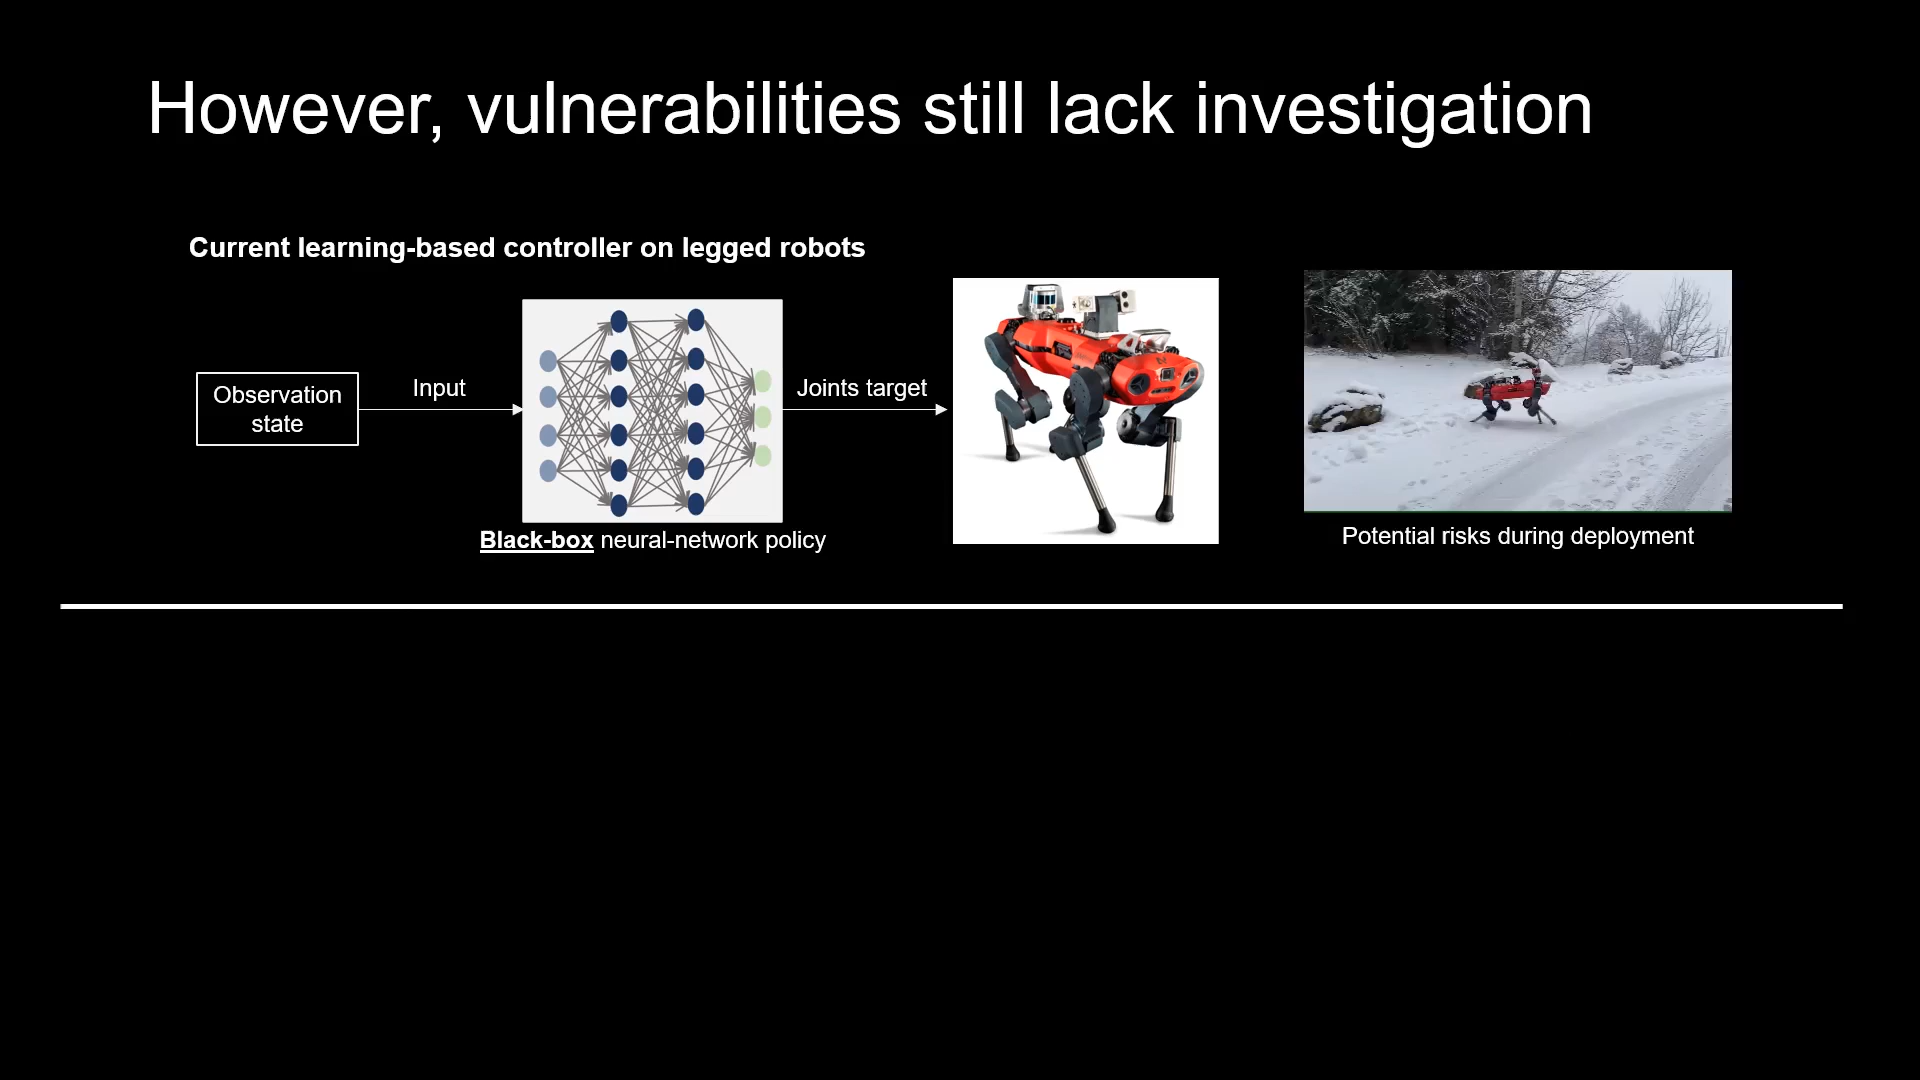 However, vulnerabilities still lack investigation
Current learning-based controller on legged robots
Observation
state
Input
Joints target
Black-box neural-network policy
Potential risks during deployment